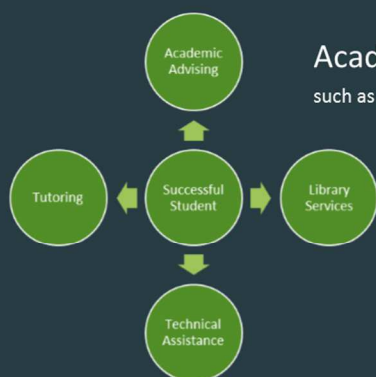 Academic
Advising
Acad
such as
Tutoring
Successful
Student
Library
Services
Technical
Assistance